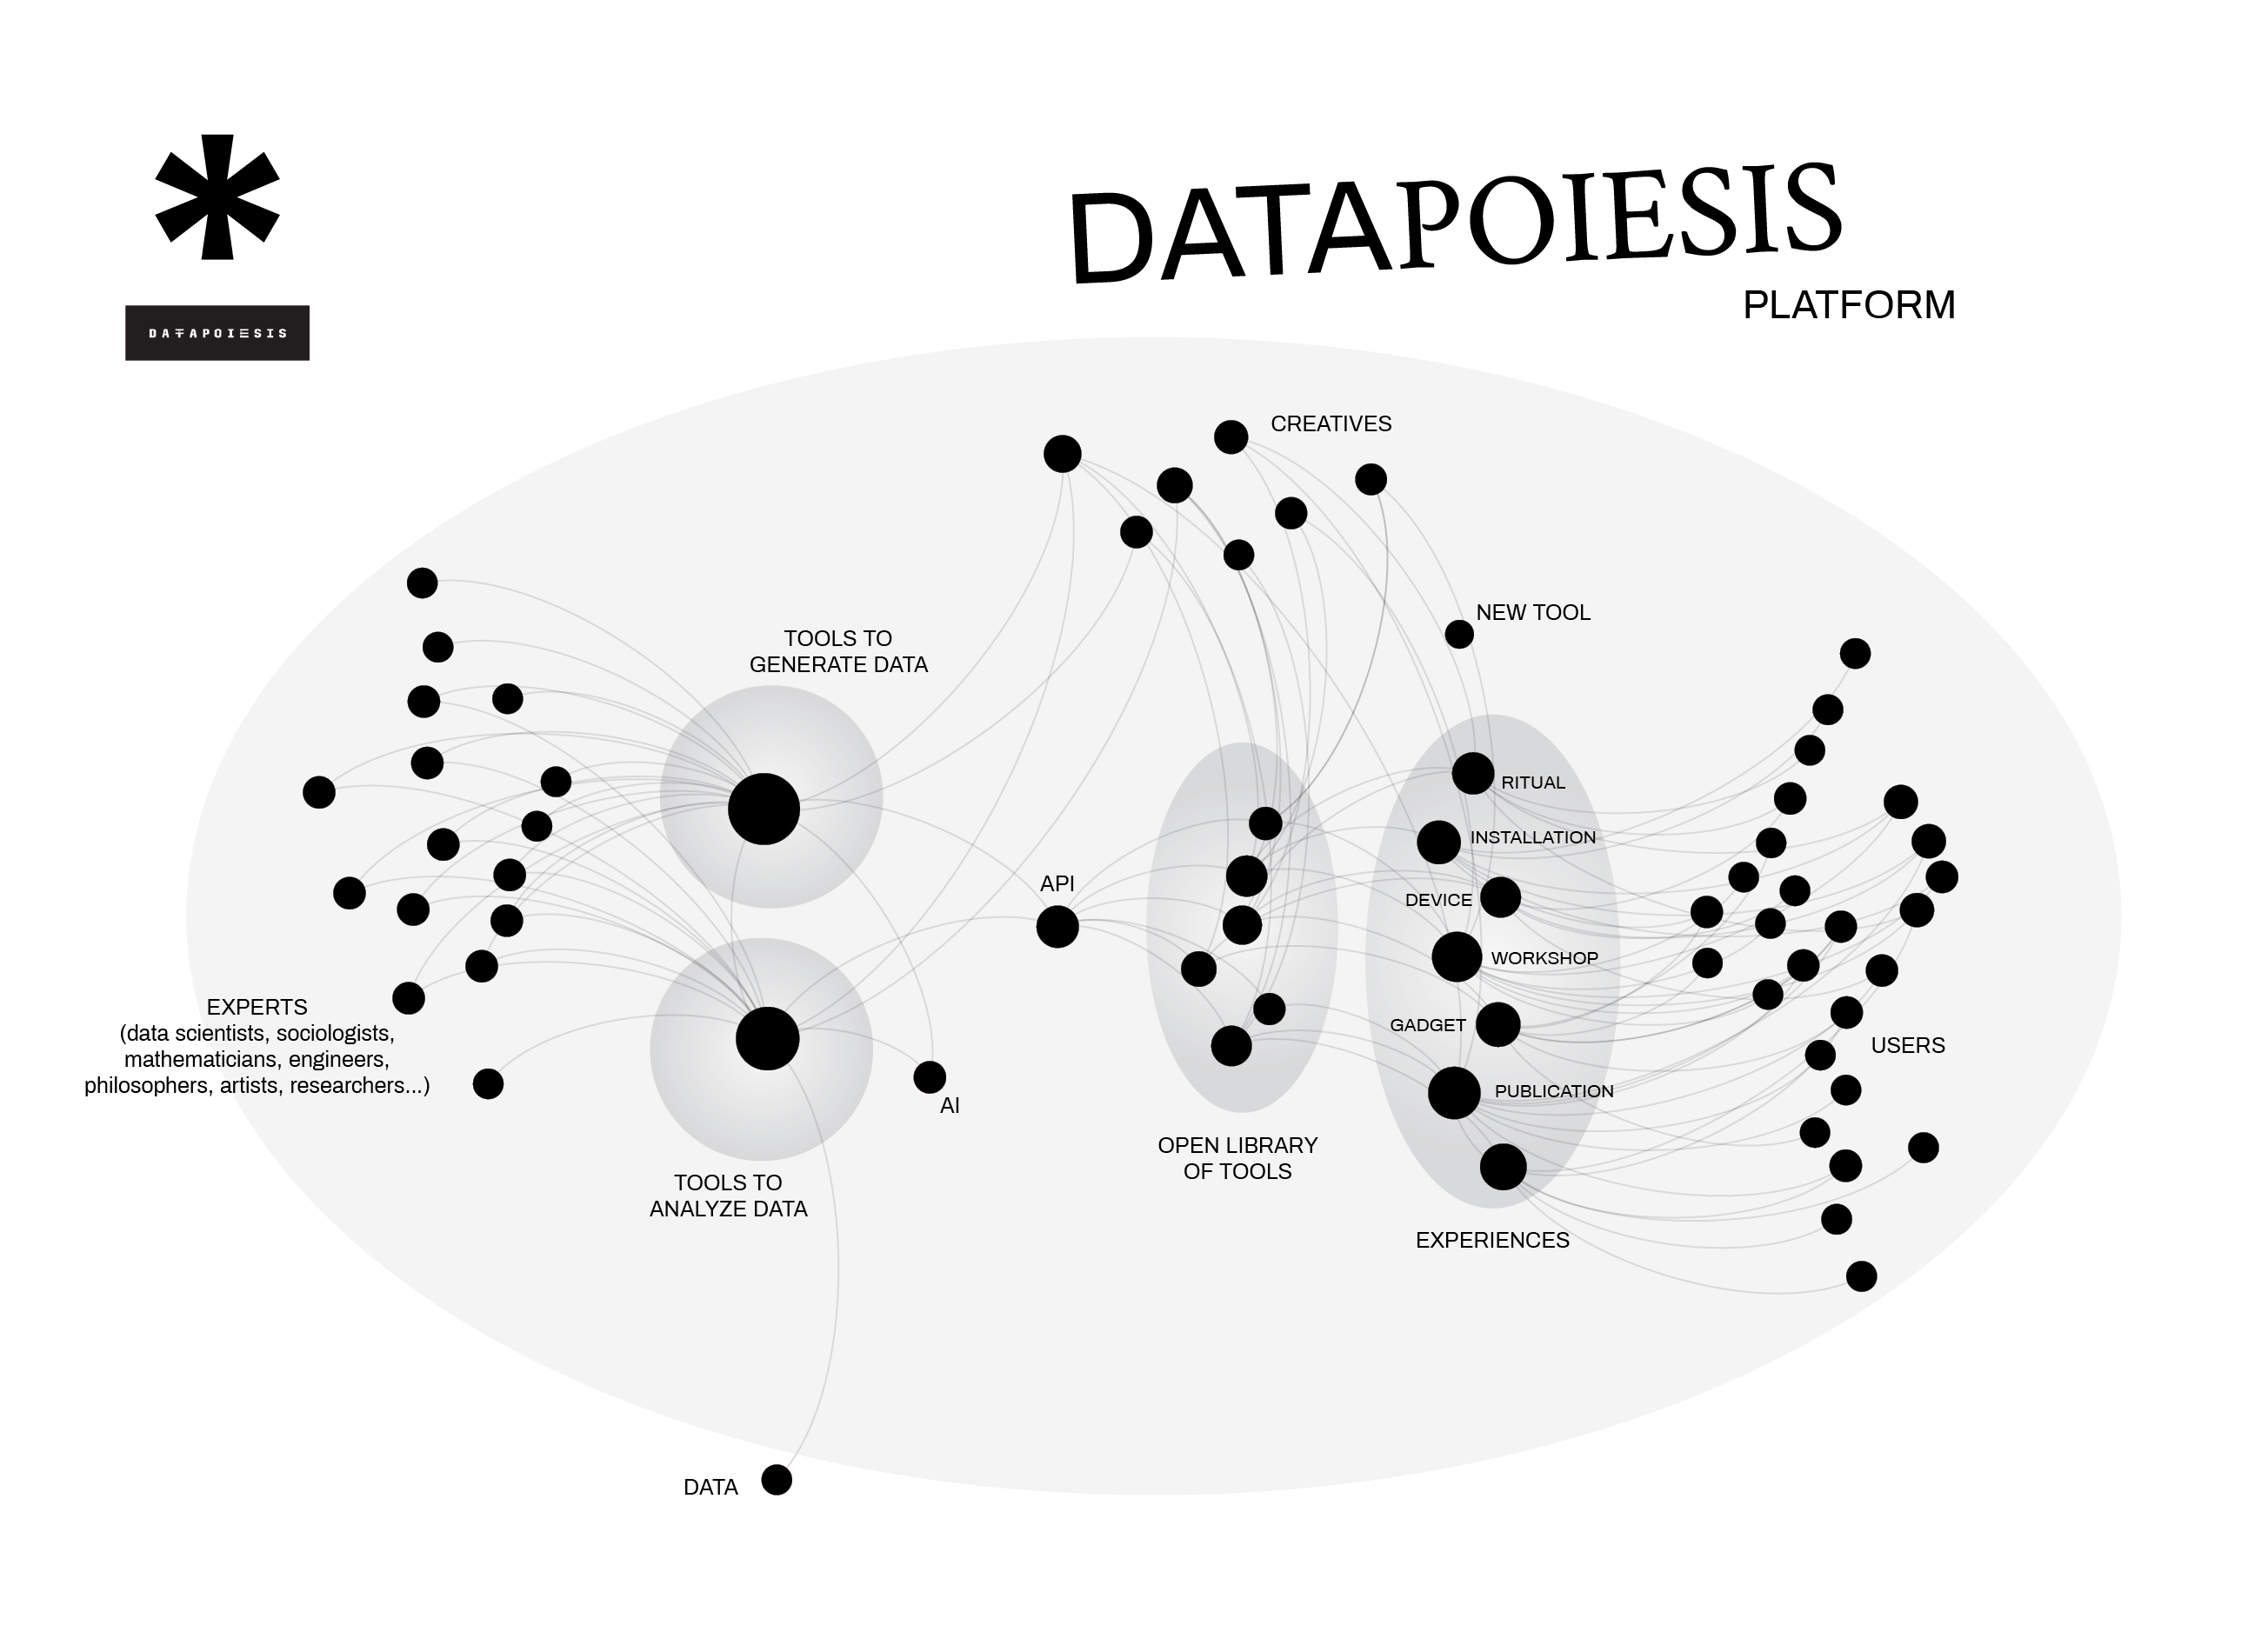 DATAPOIESIS
PLATFORM
DATAPOIESIS
CREATIVES
NEW TOOL
TOOLS TO
GENERATE DATA
RITUAL
INSTALLATION
API
DEVICE
WORKSHOP
EXPERTS
(data scientists, sociologists,
mathematicians, engineers,
philosophers, artists, researchers...)
GADGET
USERS
PUBLICATION
AI
OPEN LIBRARY
OF TOOLS
TOOLS TO
ANALYZE DATA
EXPERIENCES
DATA